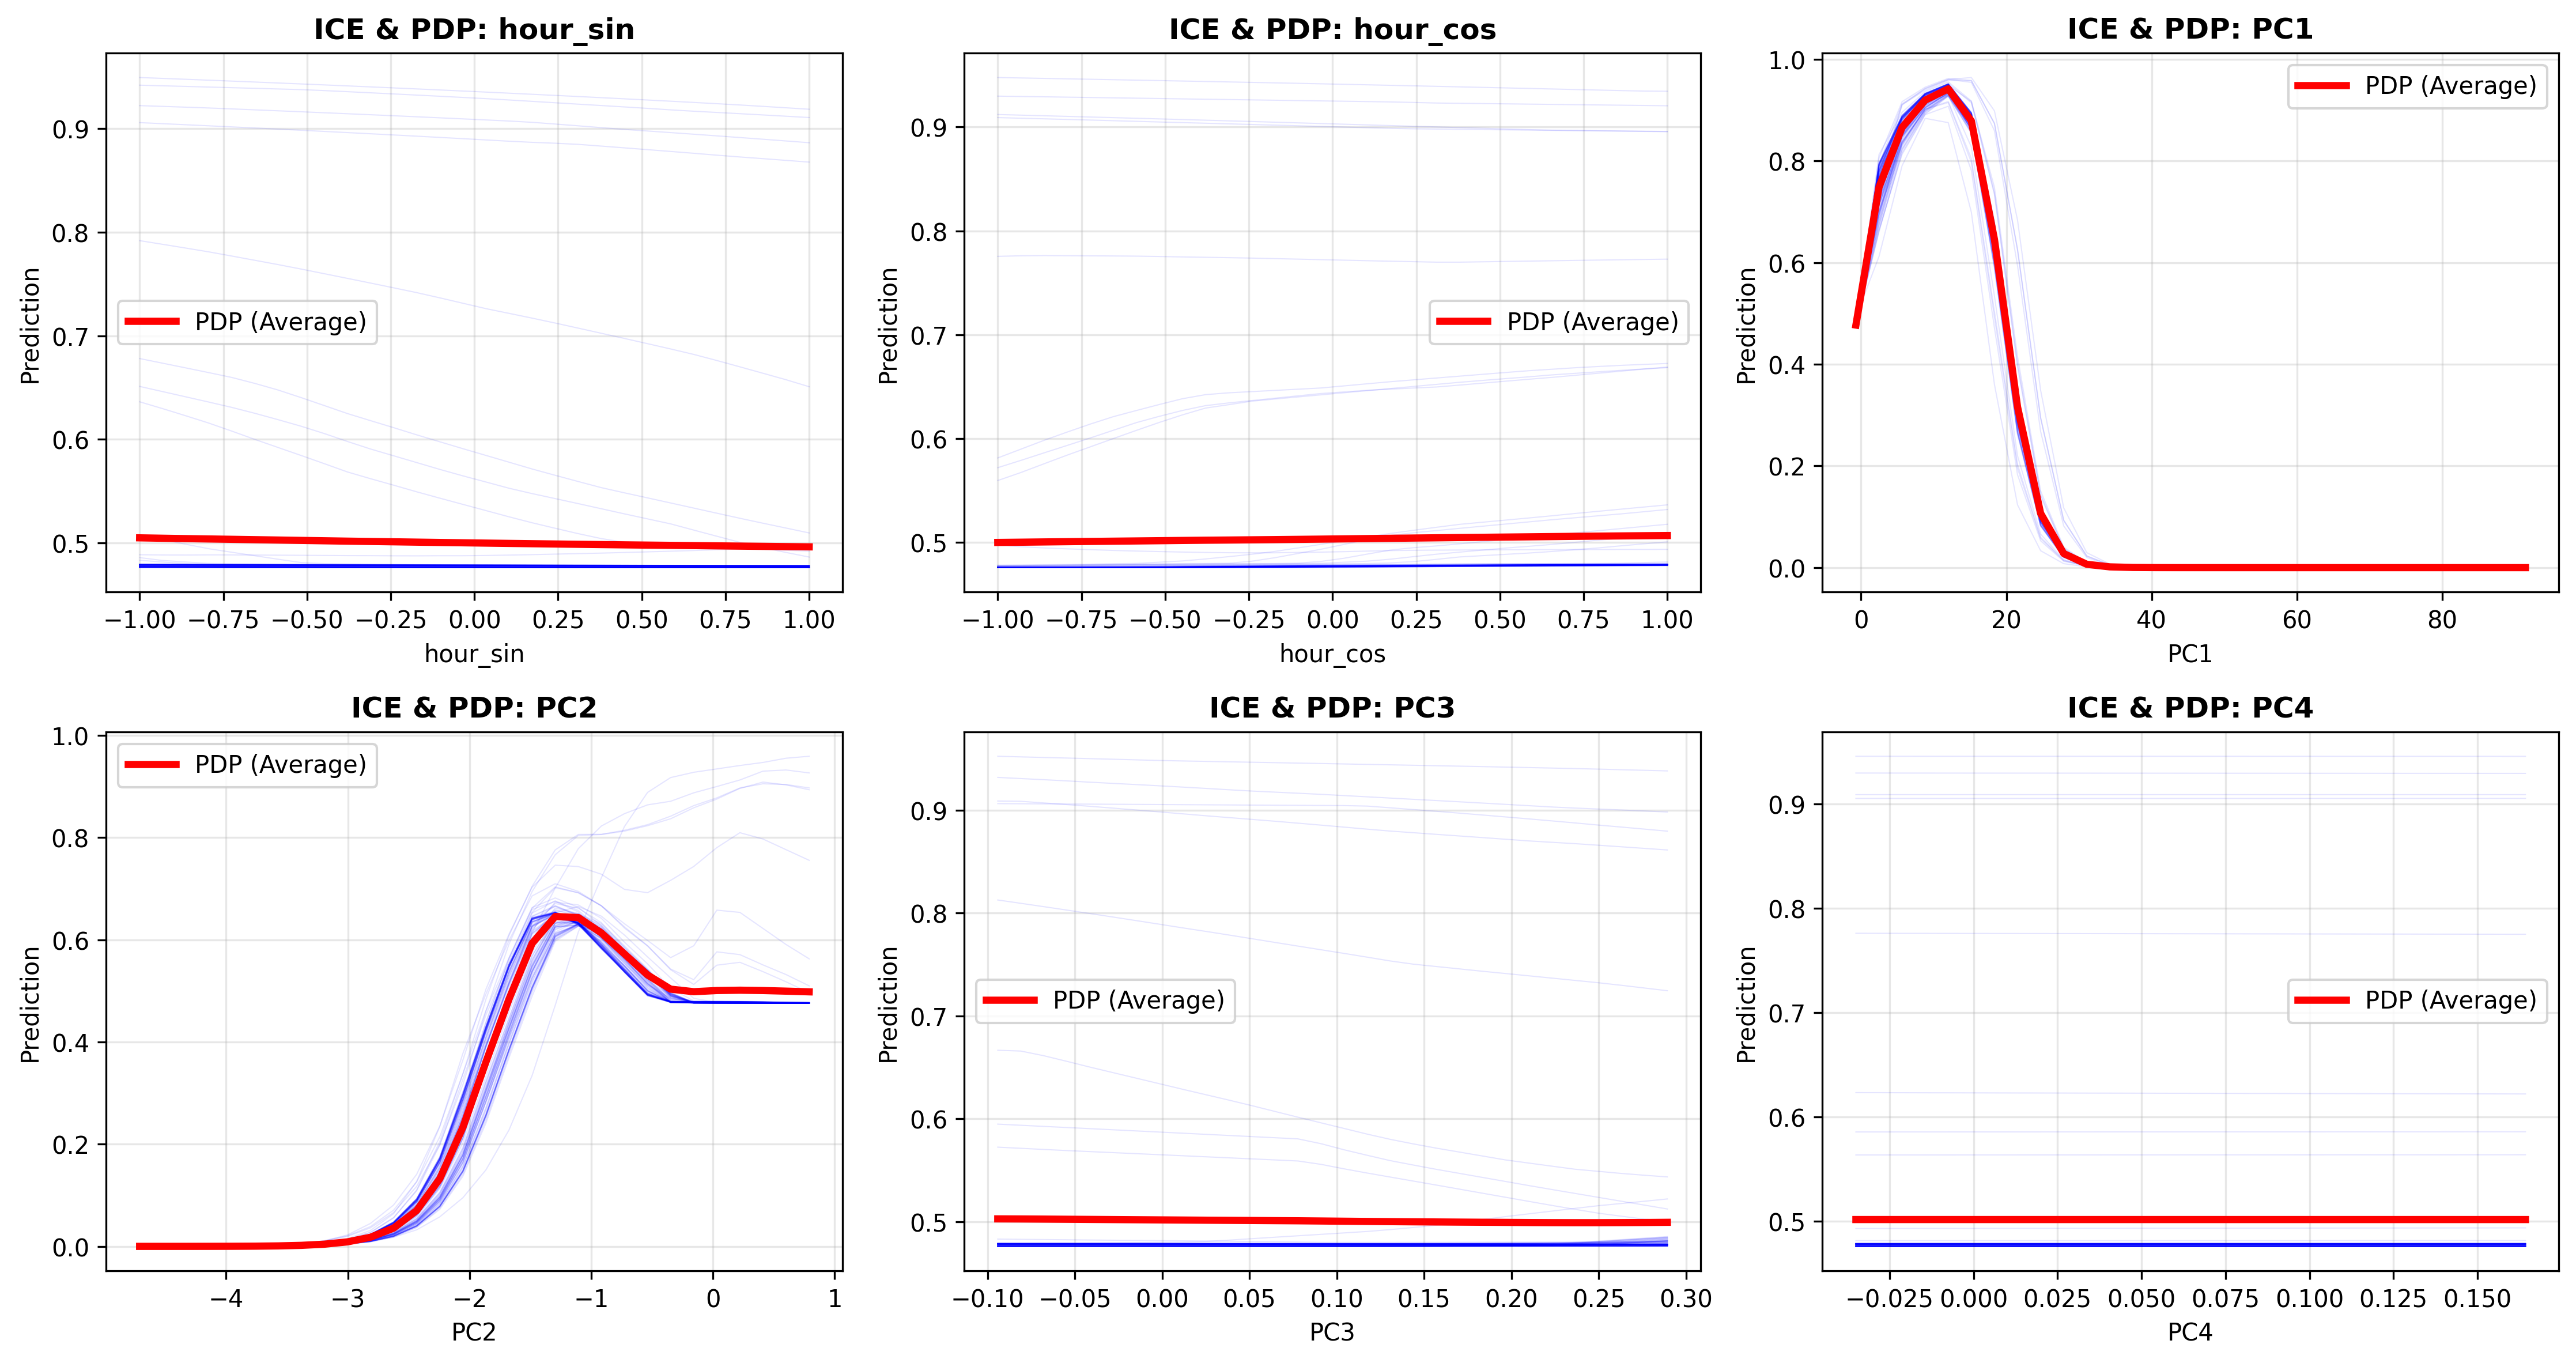 ICE & PDP: hour_sin
Prediction
0.9
0.8
0.7
0.6
0.5
PDP (Average)
−1.00 −0.75 −0.50 −0.25 0.00 0.25 0.50 0.75 1.00
hour_sin
ICE & PDP: hour_cos
Prediction
0.9
0.8
0.7
0.6
0.5
PDP (Average)
−1.00 −0.75 −0.50 −0.25 0.00 0.25 0.50 0.75 1.00
hour_cos
ICE & PDP: PC1
Prediction
1.0
0.8
0.6
0.4
0.2
0.0
PDP (Average)
0 20 40 60 80
PC1
ICE & PDP: PC2
Prediction
1.0
0.8
0.6
0.4
0.2
0.0
PDP (Average)
−4 −3 −2 −1 0 1
PC2
ICE & PDP: PC3
Prediction
0.9
0.8
0.7
0.6
0.5
PDP (Average)
−0.10 −0.05 0.00 0.05 0.10 0.15 0.20 0.25 0.30
PC3
ICE & PDP: PC4
Prediction
0.9
0.8
0.7
0.6
0.5
PDP (Average)
−0.025 0.000 0.025 0.050 0.075 0.100 0.125 0.150
PC4